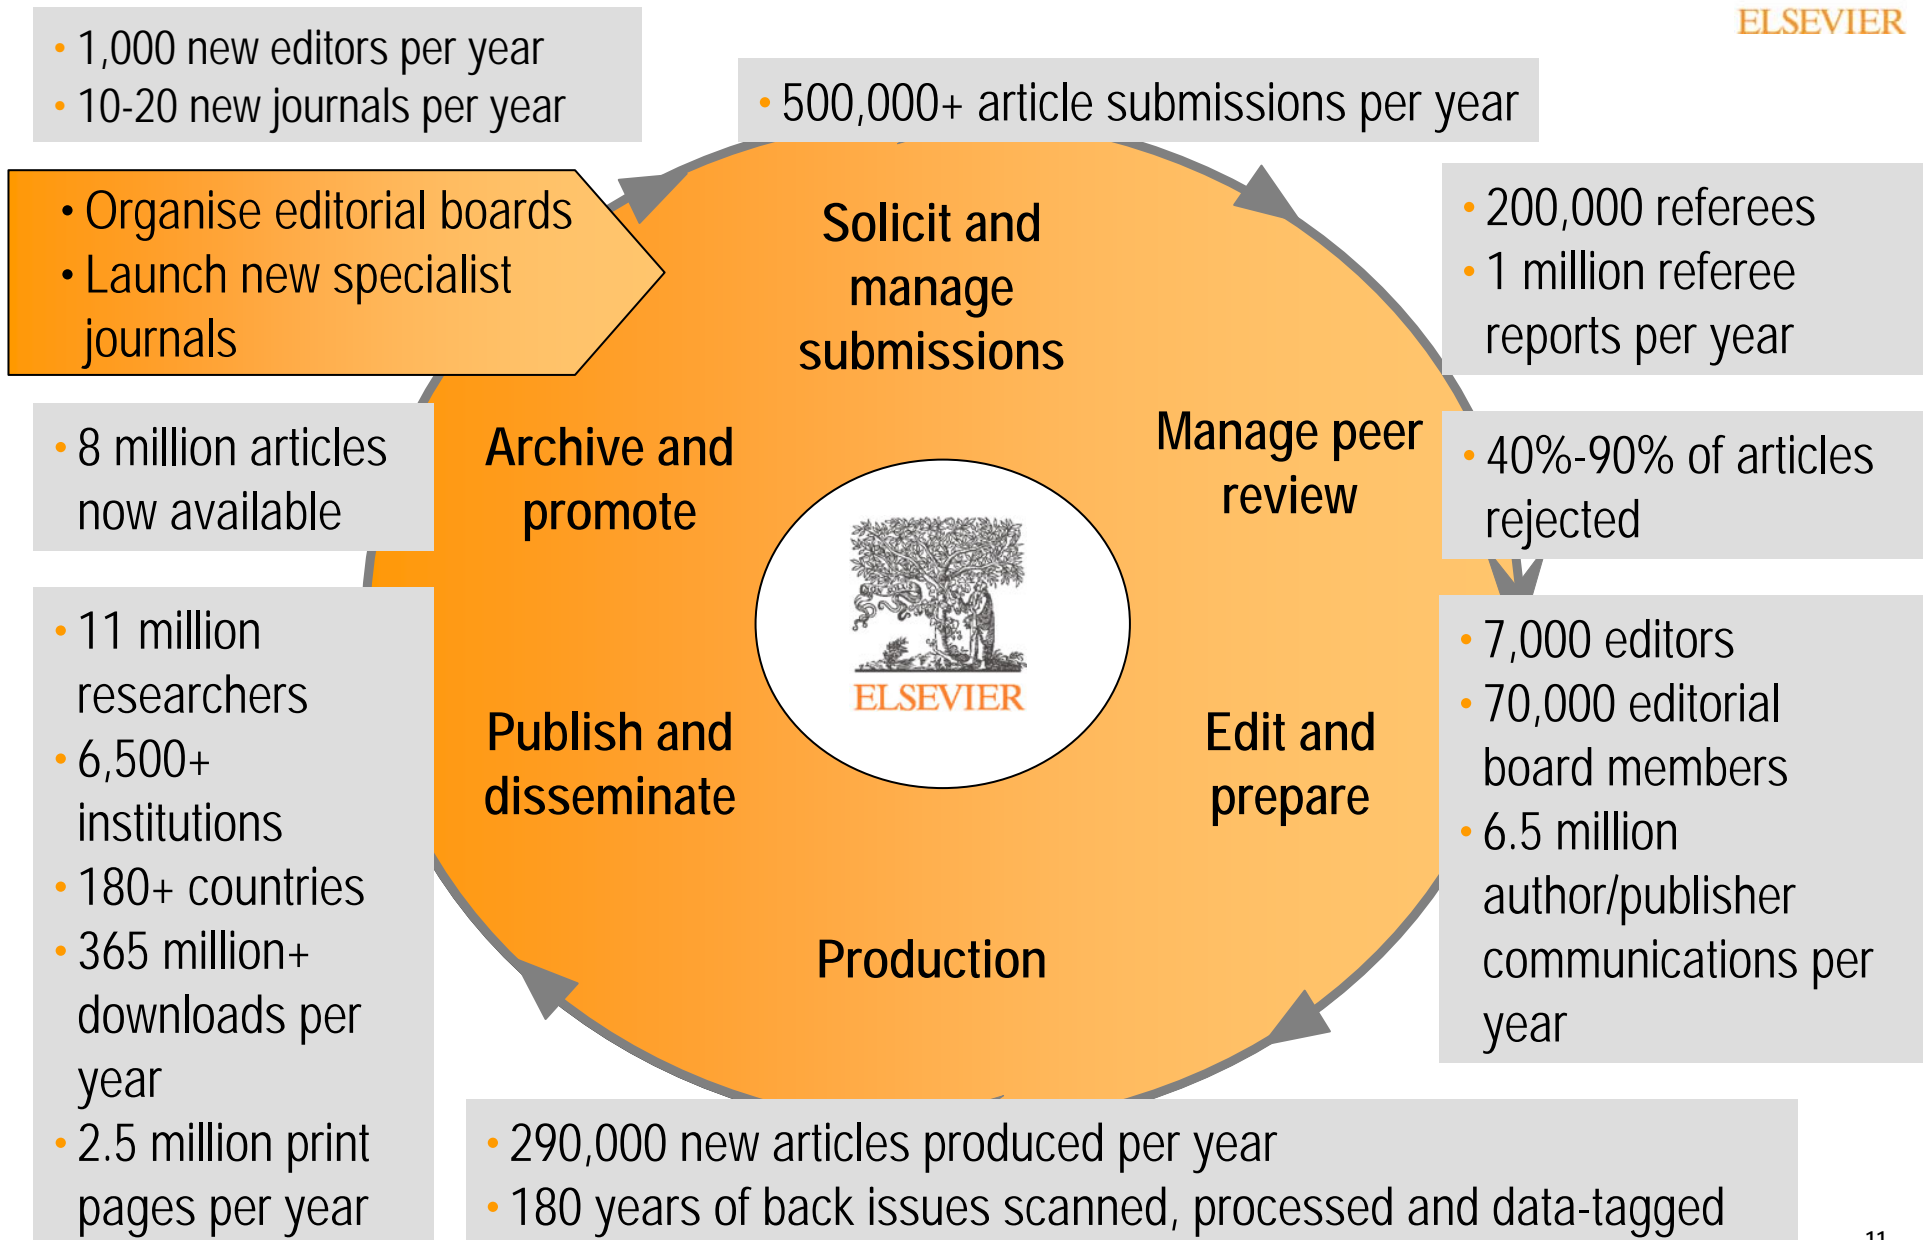 ELSEVIER
• 1,000 new editors per year
• 10-20 new journals per year
• 500,000+ article submissions per year
• Organise editorial boards
• Launch new specialist
journals
Solicit and
manage
submissions
• 200,000 referees
• 1 million referee
reports per year
• 8 million articles
now available
Archive and
promote
Manage peer
review
• 40%-90% of articles
rejected
ELSEVIER
• 11 million
researchers
• 6,500+
institutions
• 180+ countries
• 365 million+
downloads per
year
• 2.5 million print
pages per year
Publish and
disseminate
Edit and
prepare
• 7,000 editors
• 70,000 editorial
board members
• 6.5 million
author/publisher
communications per
year
Production
• 290,000 new articles produced per year
• 180 years of back issues scanned, processed and data-tagged
11